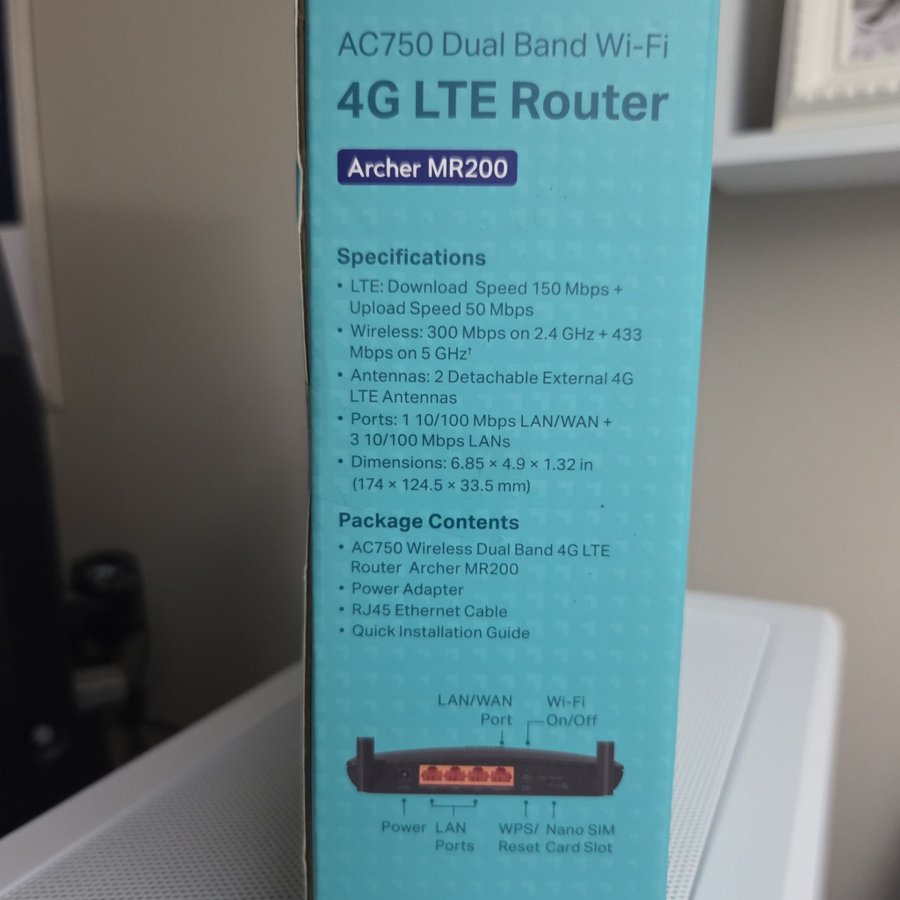 AC750 Dual Band Wi-Fi
4G LTE Router
Archer MR200
Specifications
• LTE: Download Speed 150 Mbps +
Upload Speed 50 Mbps
• Wireless: 300 Mbps on 2.4 GHz + 433
Mbps on 5 GHz†
• Antennas: 2 Detachable External 4G
LTE Antennas
• Ports: 1 10/100 Mbps LAN/WAN +
3 10/100 Mbps LANs
• Dimensions: 6.85 × 4.9 × 1.32 in
(174 × 124.5 × 33.5 mm)
Package Contents
• AC750 Wireless Dual Band 4G LTE
Router Archer MR200
• Power Adapter
• RJ45 Ethernet Cable
• Quick Installation Guide
LAN/WAN
Port
Wi-Fi
On/Off
Power
LAN
Ports
WPS/
Reset
Nano SIM
Card Slot